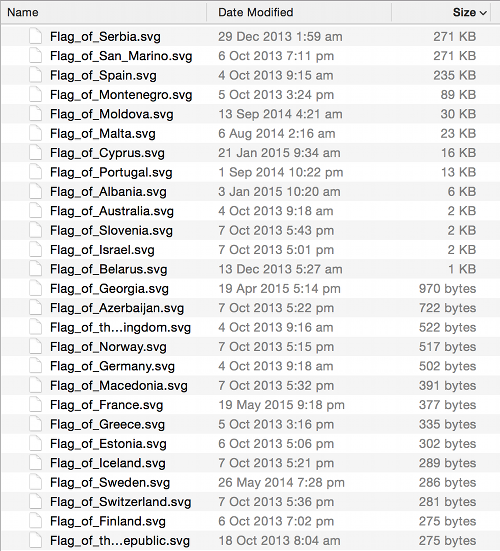 Name Date Modified Size
Flag_of_Serbia.svg 29 Dec 2013 1:59 am 271 KB
Flag_of_San_Marino.svg 6 Oct 2013 7:11 pm 271 KB
Flag_of_Spain.svg 4 Oct 2013 9:15 am 235 KB
Flag_of_Montenegro.svg 5 Oct 2013 3:24 pm 89 KB
Flag_of_Moldova.svg 13 Sep 2014 4:21 am 30 KB
Flag_of_Malta.svg 6 Aug 2014 2:16 am 23 KB
Flag_of_Cyprus.svg 21 Jan 2015 9:34 am 16 KB
Flag_of_Portugal.svg 1 Sep 2014 10:22 pm 13 KB
Flag_of_Albania.svg 3 Jan 2015 10:20 am 6 KB
Flag_of_Australia.svg 4 Oct 2013 9:18 am 2 KB
Flag_of_Slovenia.svg 7 Oct 2013 5:43 pm 2 KB
Flag_of_Israel.svg 7 Oct 2013 5:01 pm 2 KB
Flag_of_Belarus.svg 13 Dec 2013 5:27 am 1 KB
Flag_of_Georgia.svg 19 Apr 2015 5:14 pm 970 bytes
Flag_of_Azerbaijan.svg 7 Oct 2013 5:22 pm 722 bytes
Flag_of_th...ingdom.svg 4 Oct 2013 9:16 am 522 bytes
Flag_of_Norway.svg 7 Oct 2013 5:15 pm 517 bytes
Flag_of_Germany.svg 4 Oct 2013 9:18 am 502 bytes
Flag_of_Macedonia.svg 7 Oct 2013 5:32 pm 391 bytes
Flag_of_France.svg 19 May 2015 9:18 pm 377 bytes
Flag_of_Greece.svg 5 Oct 2013 3:16 pm 335 bytes
Flag_of_Estonia.svg 6 Oct 2013 5:06 pm 302 bytes
Flag_of_Iceland.svg 7 Oct 2013 5:21 pm 289 bytes
Flag_of_Sweden.svg 26 May 2014 7:28 pm 286 bytes
Flag_of_Switzerland.svg 7 Oct 2013 5:36 pm 281 bytes
Flag_of_Finland.svg 6 Oct 2013 7:02 pm 275 bytes
Flag_of_th...epublic.svg 18 Oct 2013 8:04 am 275 bytes